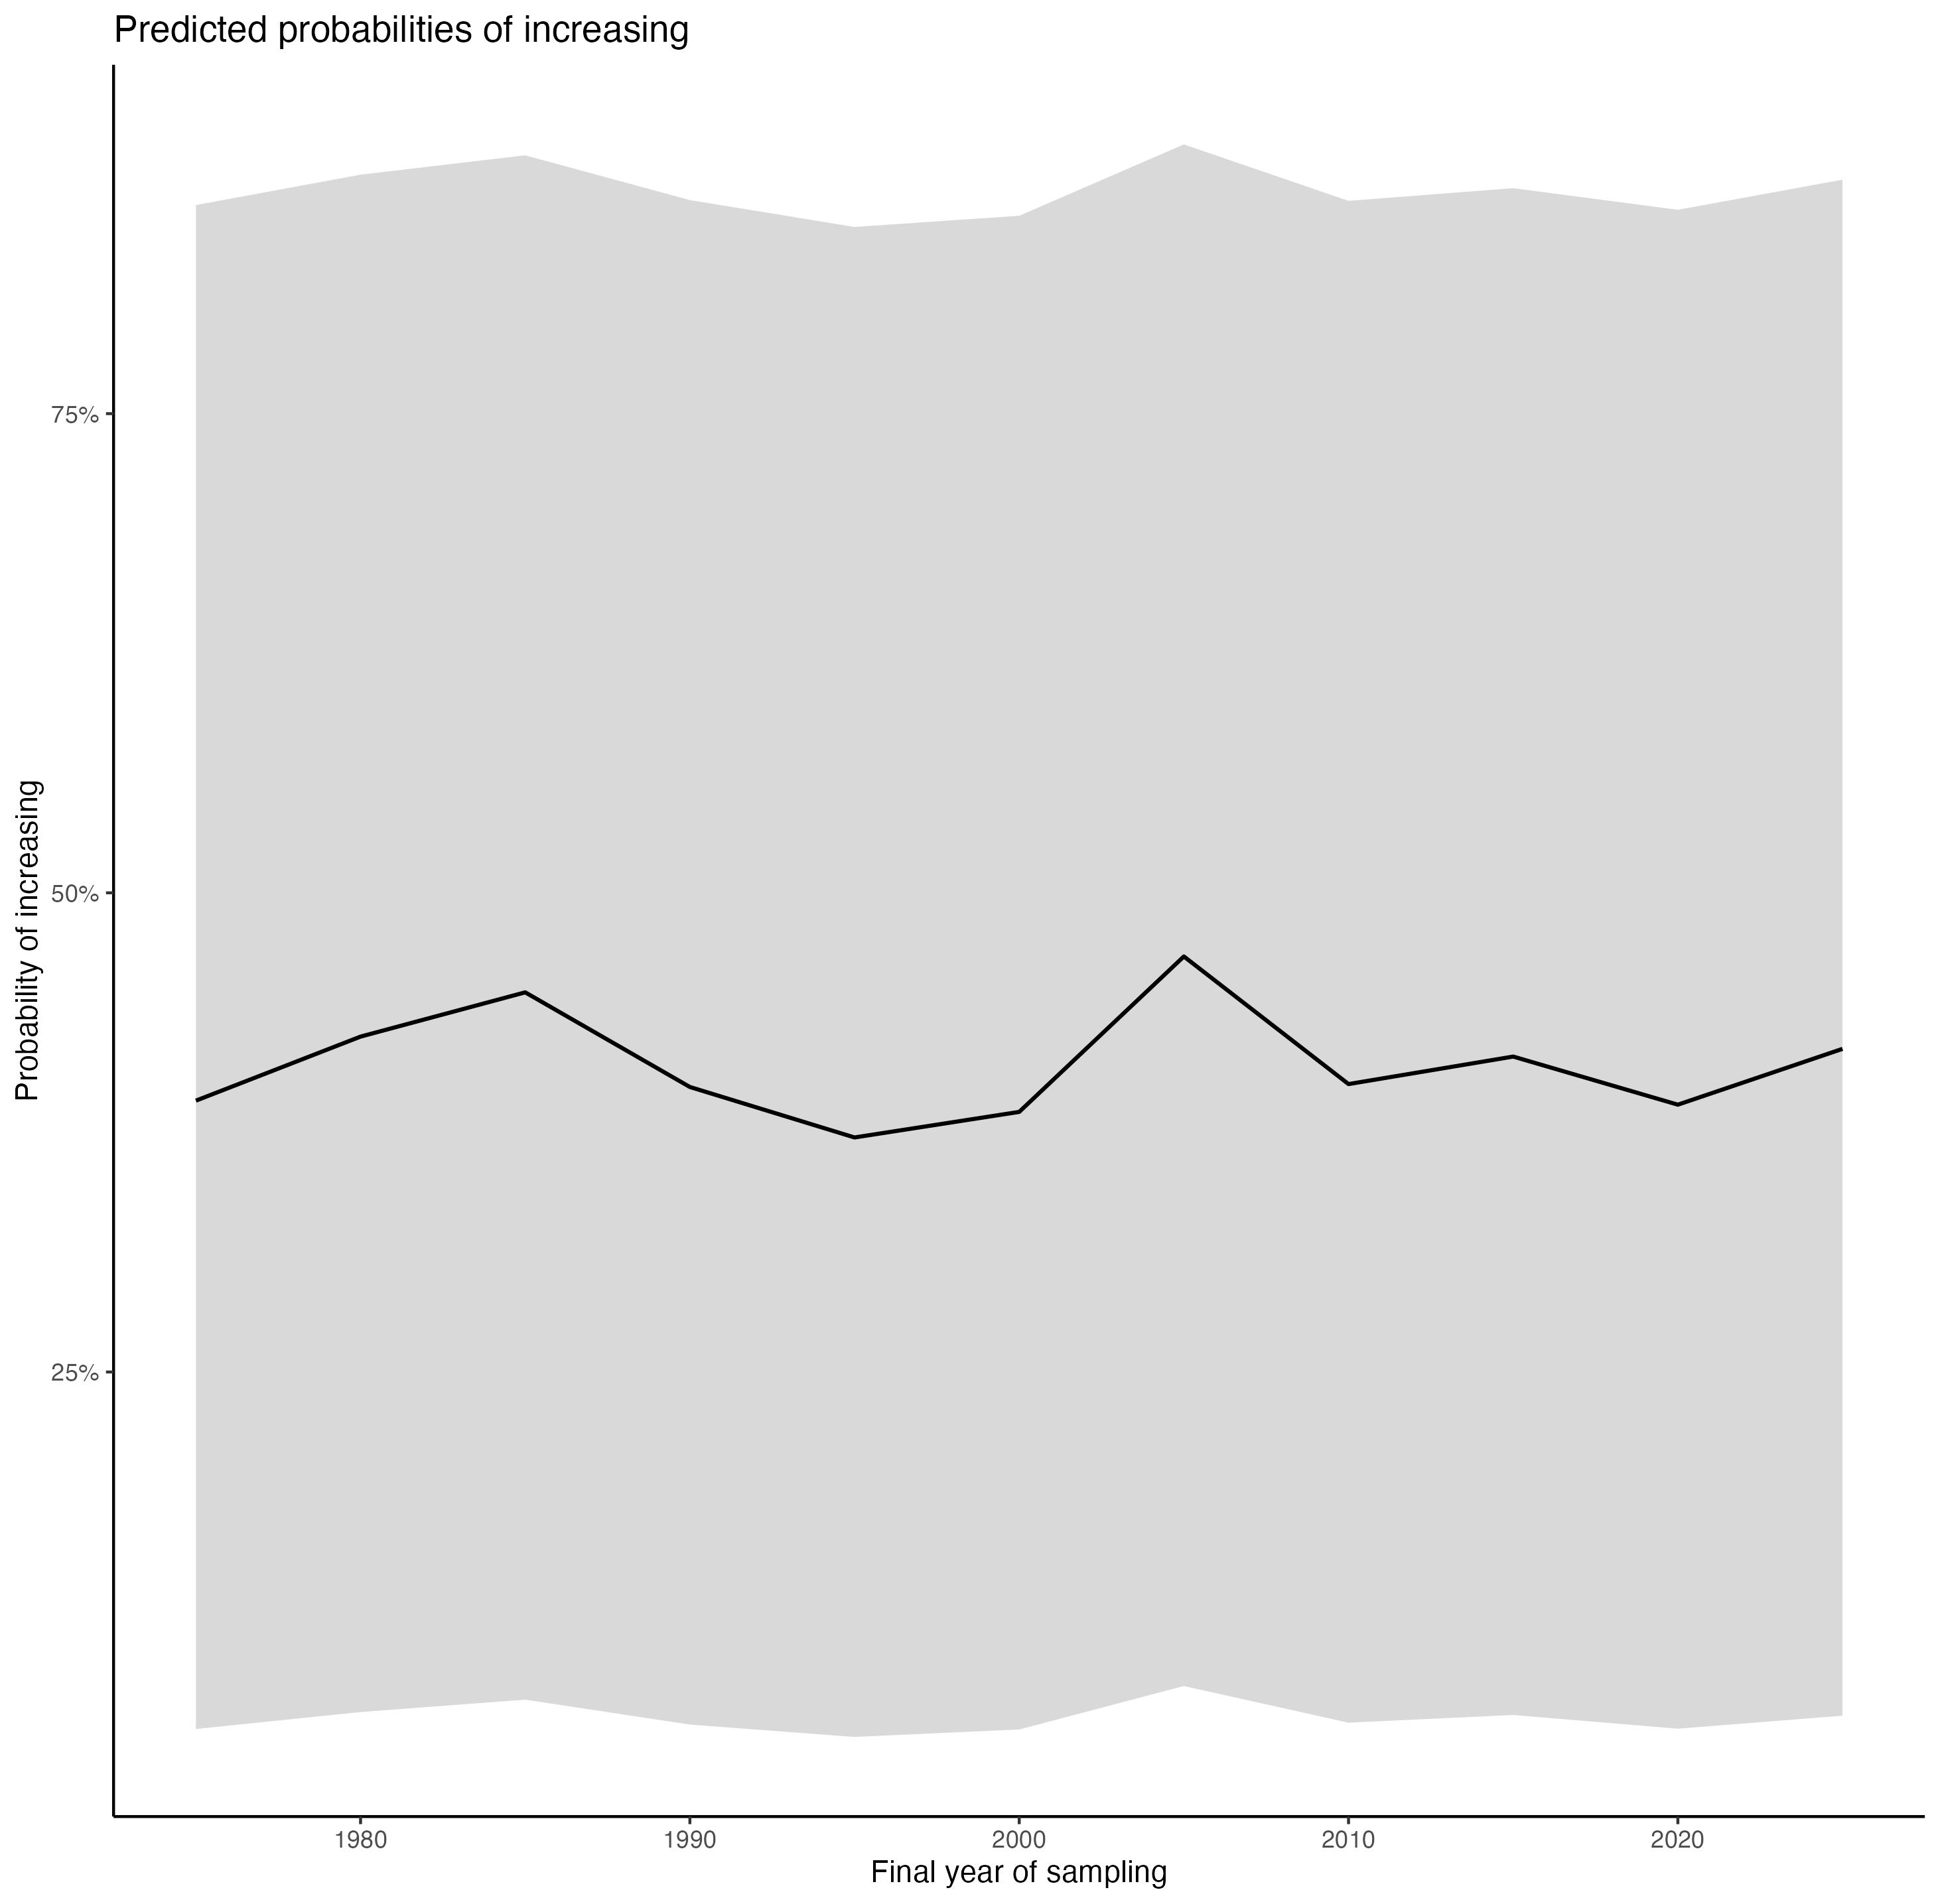 Predicted probabilities of increasing
Probability of increasing
75%
50%
25%
1980 1990 2000 2010 2020
Final year of sampling